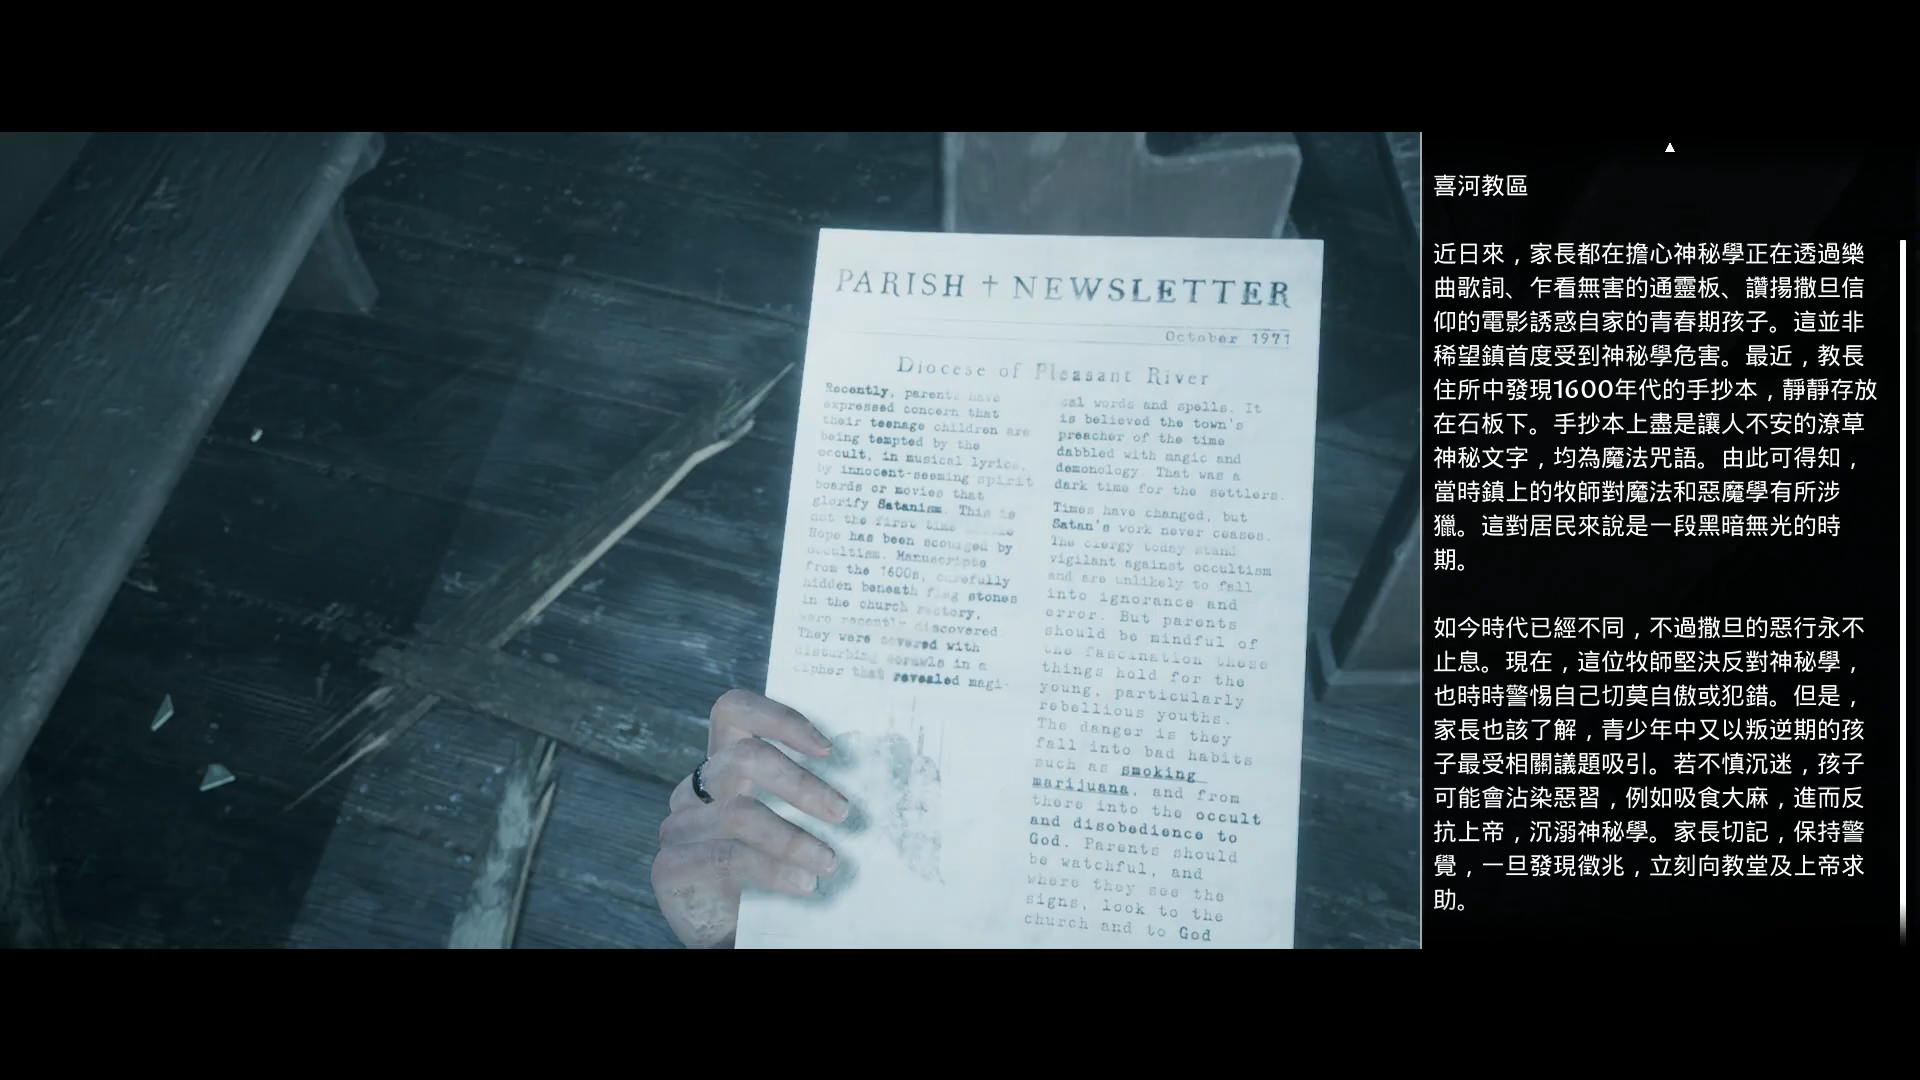 PARISH † NEWSLETTER
October 1971
Diocese of Pleasant River
Recently, parents have
expressed concern that
their teenage children are
being tempted by the
occult, in musical lyrics,
by innocent-seeming spirit
boards or movies that
glorify Satanism. This is
not the first time
Hope has been scourged by
occultism. Manuscripts
from the 1600s, carefully
hidden beneath flag stones
in the church rectory,
were recently discovered.
They were covered with
disturbing scrawls in a
cipher that revealed magi-
cal words and spells. It
is believed the town's
preacher of the time
dabbled with magic and
demonology. That was a
dark time for the settlers.
Times have changed, but
Satan's work never ceases.
The clergy today stand
vigilant against occultism
and are unlikely to fall
into ignorance and
error. But parents
should be mindful of
the fascination these
things hold for the
young, particularly
rebellious youths.
The danger is they
fall into bad habits
such as smoking
marijuana, and from
there into the occult
and disobedience to
God. Parents should
be watchful, and
where they see the
signs, look to the
church and to God
▲
喜河教區
近日來，家長都在擔心神秘學正在透過樂
曲歌詞、乍看無害的通靈板、讚揚撒旦信
仰的電影誘惑自家的青春期孩子。這並非
稀望鎮首度受到神秘學危害。最近，教長
住所中發現1600年代的手抄本，靜靜存放
在石板下。手抄本上盡是讓人不安的潦草
神秘文字，均為魔法咒語。由此可得知，
當時鎮上的牧師對魔法和惡魔學有所涉
獵。這對居民來說是一段黑暗無光的時
期。
如今時代已經不同，不過撒旦的惡行永不
止息。現在，這位牧師堅決反對神秘學，
也時時警惕自己切莫自傲或犯錯。但是，
家長也該了解，青少年中又以叛逆期的孩
子最受相關議題吸引。若不慎沉迷，孩子
可能會沾染惡習，例如吸食大麻，進而反
抗上帝，沉溺神秘學。家長切記，保持警
覺，一旦發現徵兆，立刻向教堂及上帝求
助。